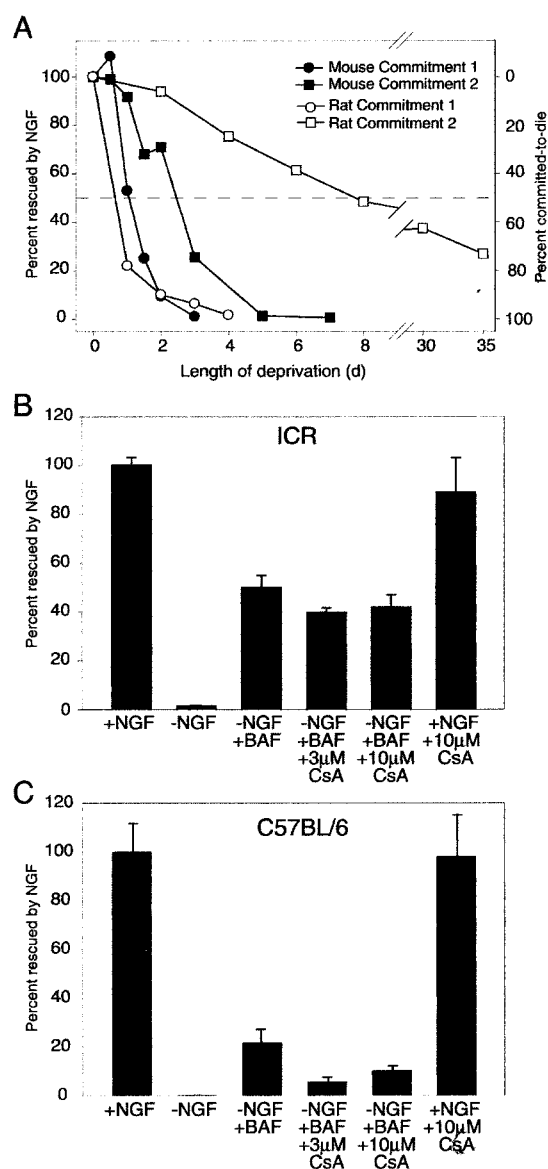 A
Mouse Commitment 1
Mouse Commitment 2
Rat Commitment 1
Rat Commitment 2
Percent rescued by NGF
100
80
60
40
20
0
Percent committed-to-die
0
20
40
60
80
100
0 2 4 6 8 30 35
Length of deprivation (d)
B
ICR
Percent rescued by NGF
120
100
80
60
40
20
0
+NGF -NGF -NGF -NGF -NGF +NGF
+BAF +BAF +BAF +10μM
+3μM +10μM CsA
CsA CsA
C
C57BL/6
Percent rescued by NGF
120
100
80
60
40
20
0
+NGF -NGF -NGF -NGF -NGF +NGF
+BAF +BAF +BAF +10μM
+3μM +10μM CsA
CsA CsA